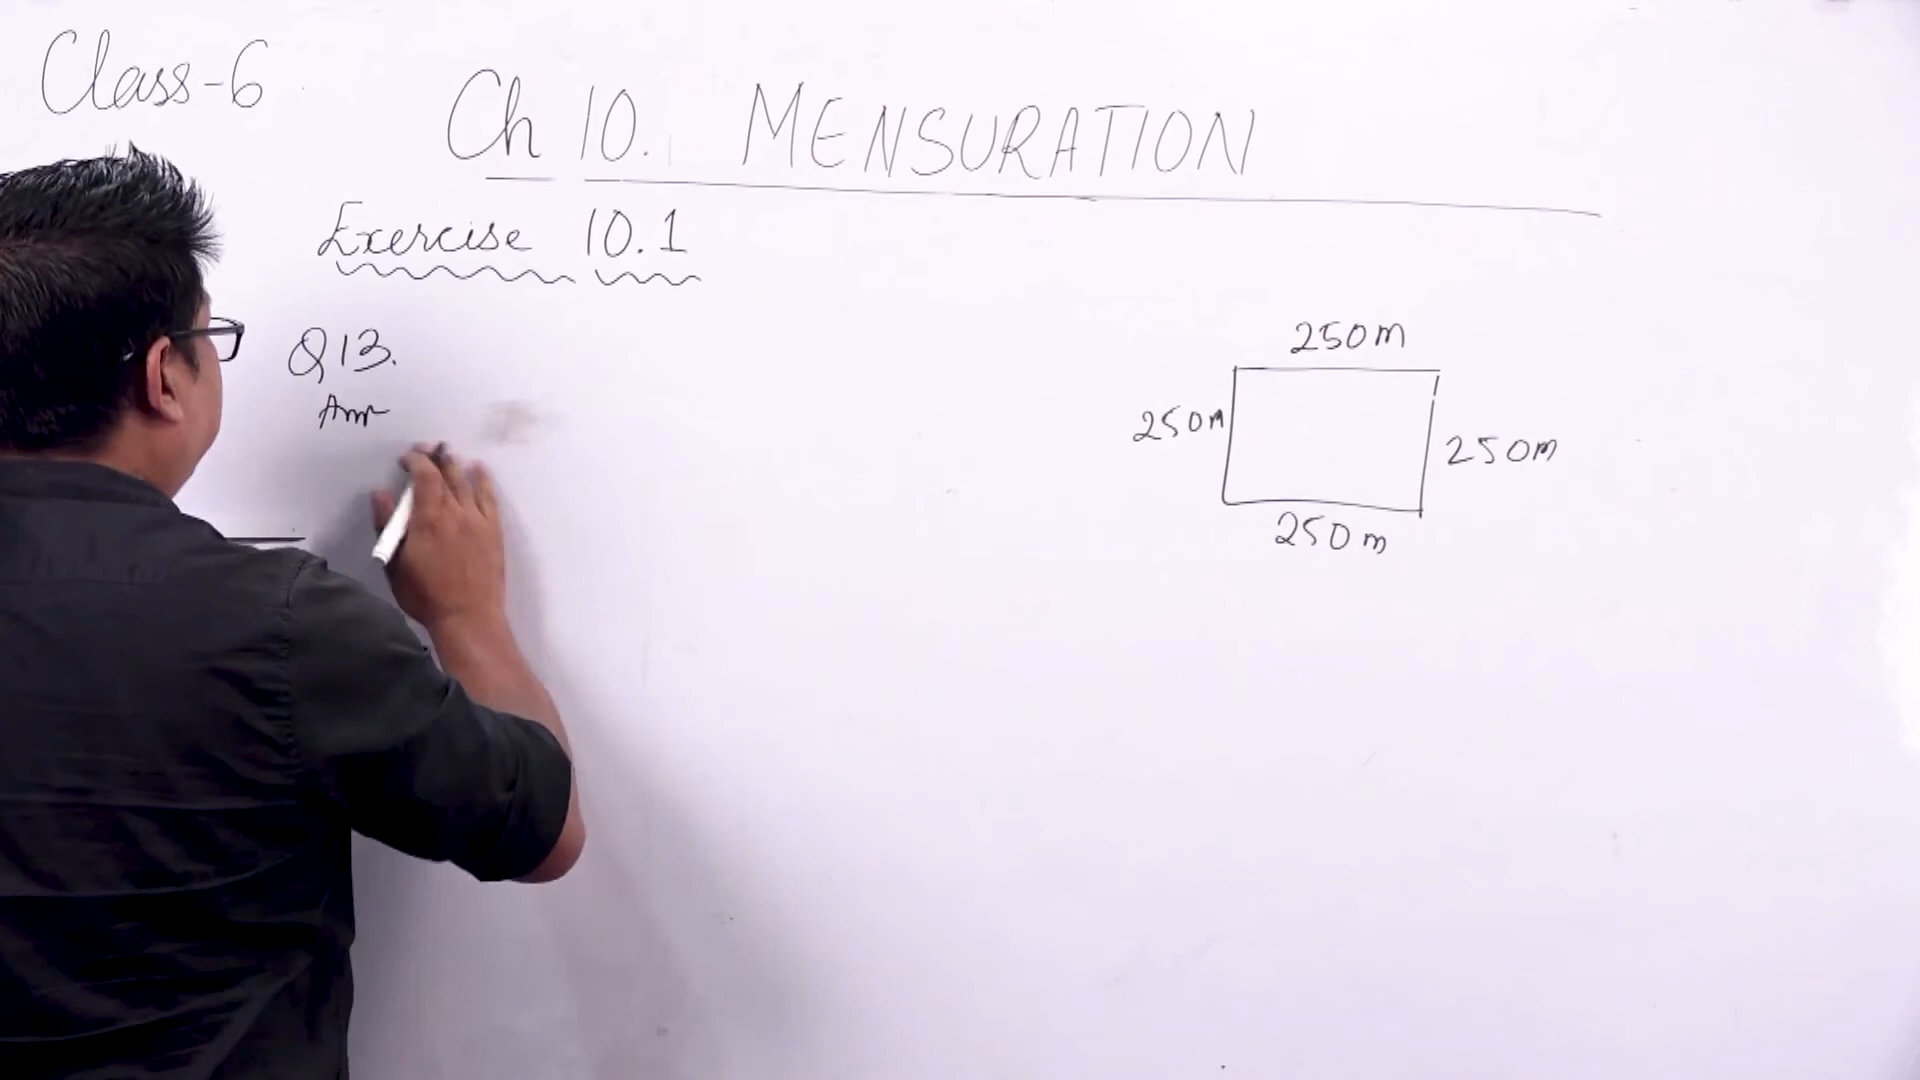 Class-6
Ch 10. MENSURATION
Exercise 10.1
Q13.
Ans
250m
250m
250m
250m